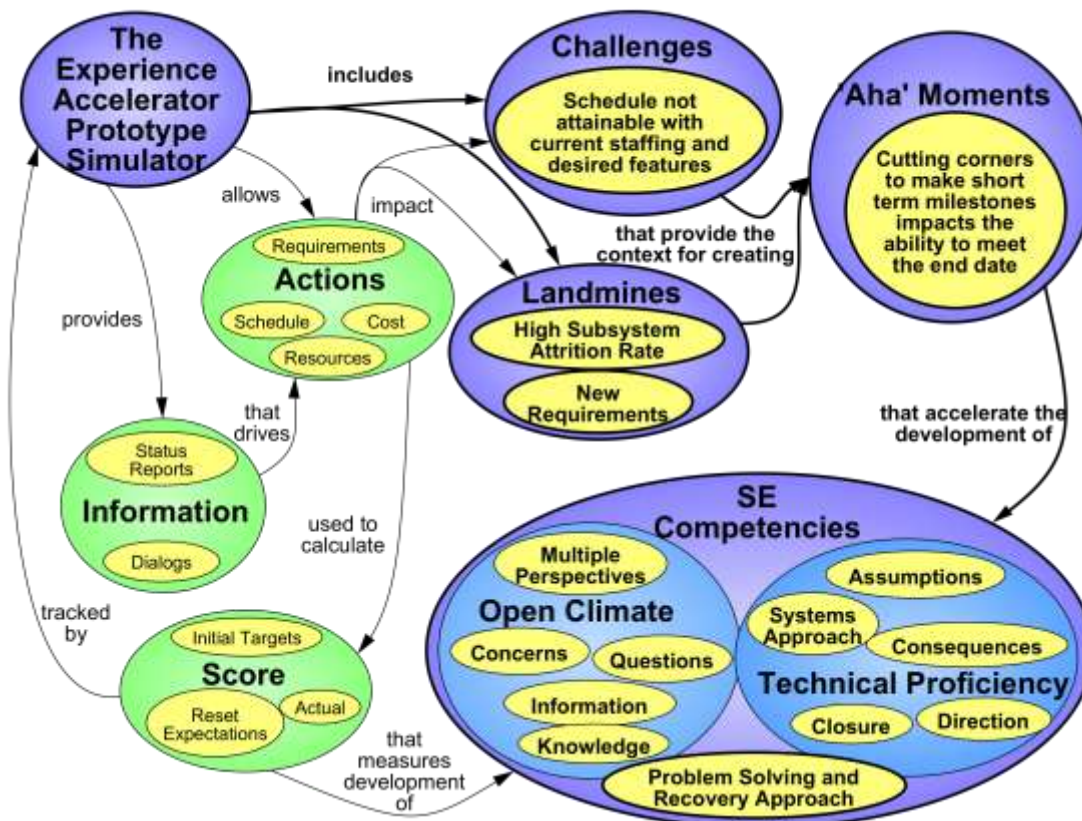 The
Experience
Accelerator
Prototype
Simulator
includes
Challenges
Schedule not
attainable with
current staffing and
desired features
'Aha' Moments
Cutting corners
to make short
term milestones
impacts the
ability to meet
the end date
allows
impact
that provide the
context for creating
Requirements
Actions
Schedule
Cost
Resources
Landmines
High Subsystem
Attrition Rate
New
Requirements
provides
that
drives
Status
Reports
Information
Dialogs
that accelerate the
development of
used to
calculate
tracked
by
Initial Targets
Score
Reset
Expectations
Actual
that
measures
development
of
SE
Competencies
Multiple
Perspectives
Open Climate
Concerns
Questions
Information
Knowledge
Assumptions
Systems
Approach
Consequences
Technical Proficiency
Closure
Direction
Problem Solving and
Recovery Approach